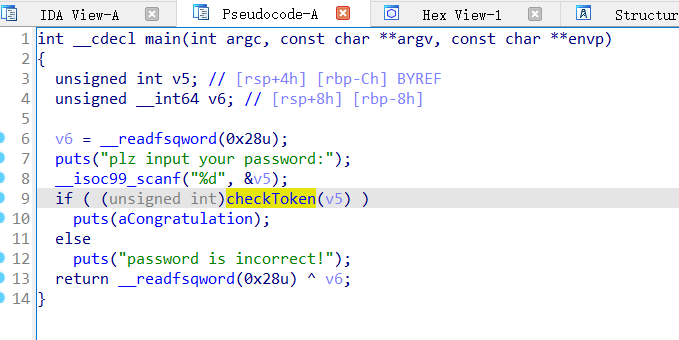 IDA View-A Pseudocode-A Hex View-1 A Structur
1 int __cdecl main(int argc, const char **argv, const char **envp)
2 {
3 unsigned int v5; // [rsp+4h] [rbp-Ch] BYREF
4 unsigned __int64 v6; // [rsp+8h] [rbp-8h]
5
6 v6 = __readfsqword(0x28u);
7 puts("plz input your password:");
8 __isoc99_scanf("%d", &v5);
9 if ( (unsigned int)checkToken(v5) )
10 puts(aCongratulation);
11 else
12 puts("password is incorrect!");
13 return __readfsqword(0x28u) ^ v6;
14 }